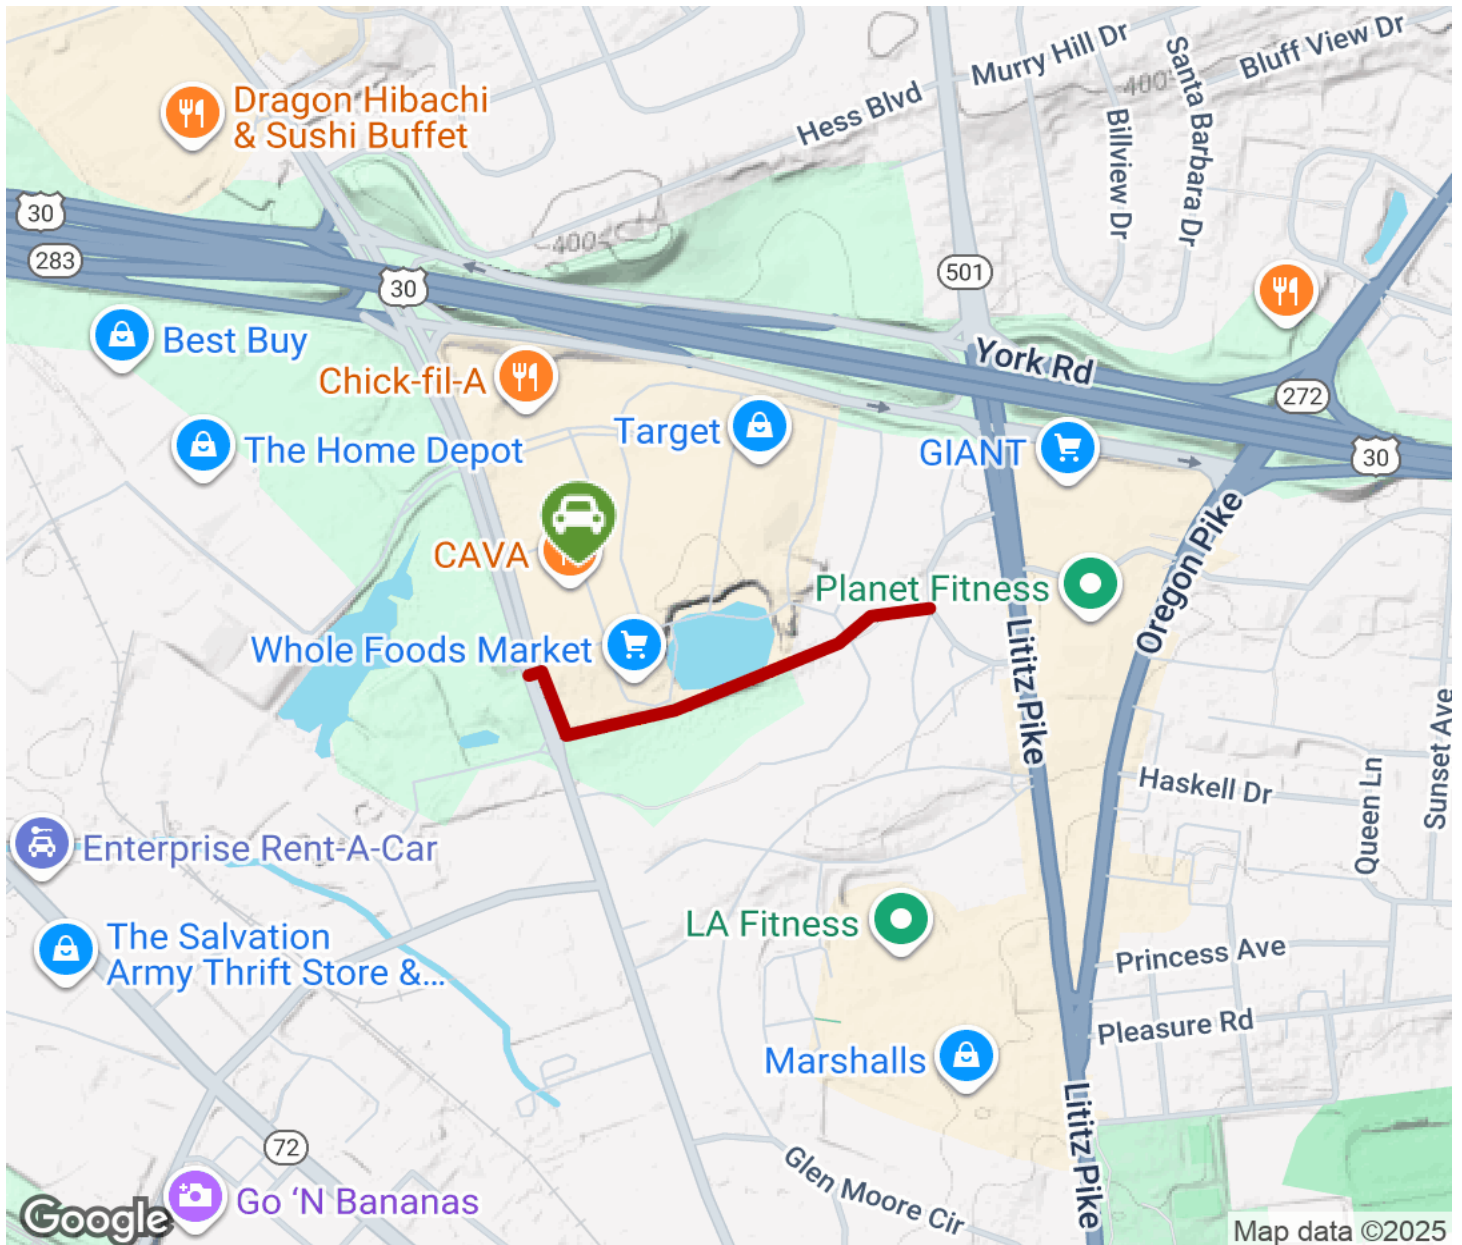 Murry Hill Dr
Santa Barbara Dr
Bluff View Dr
400
Dragon Hibachi
& Sushi Buffet
Hess Blvd
Billview Dr
30
400
283
30
501
Best Buy
York Rd
Chick-fil-A
272
Target
The Home Depot
GIANT
30
CAVA
Oregon Pike
Planet Fitness
Whole Foods Market
Lititz Pike
Sunset Ave
Haskell Dr
Queen Ln
Enterprise Rent-A-Car
LA Fitness
The Salvation
Army Thrift Store &...
Princess Ave
Pleasure Rd
Marshalls
Lititz Pike
72
Glen Moore Cir
Go ‘N Bananas
Google
Map data ©2025